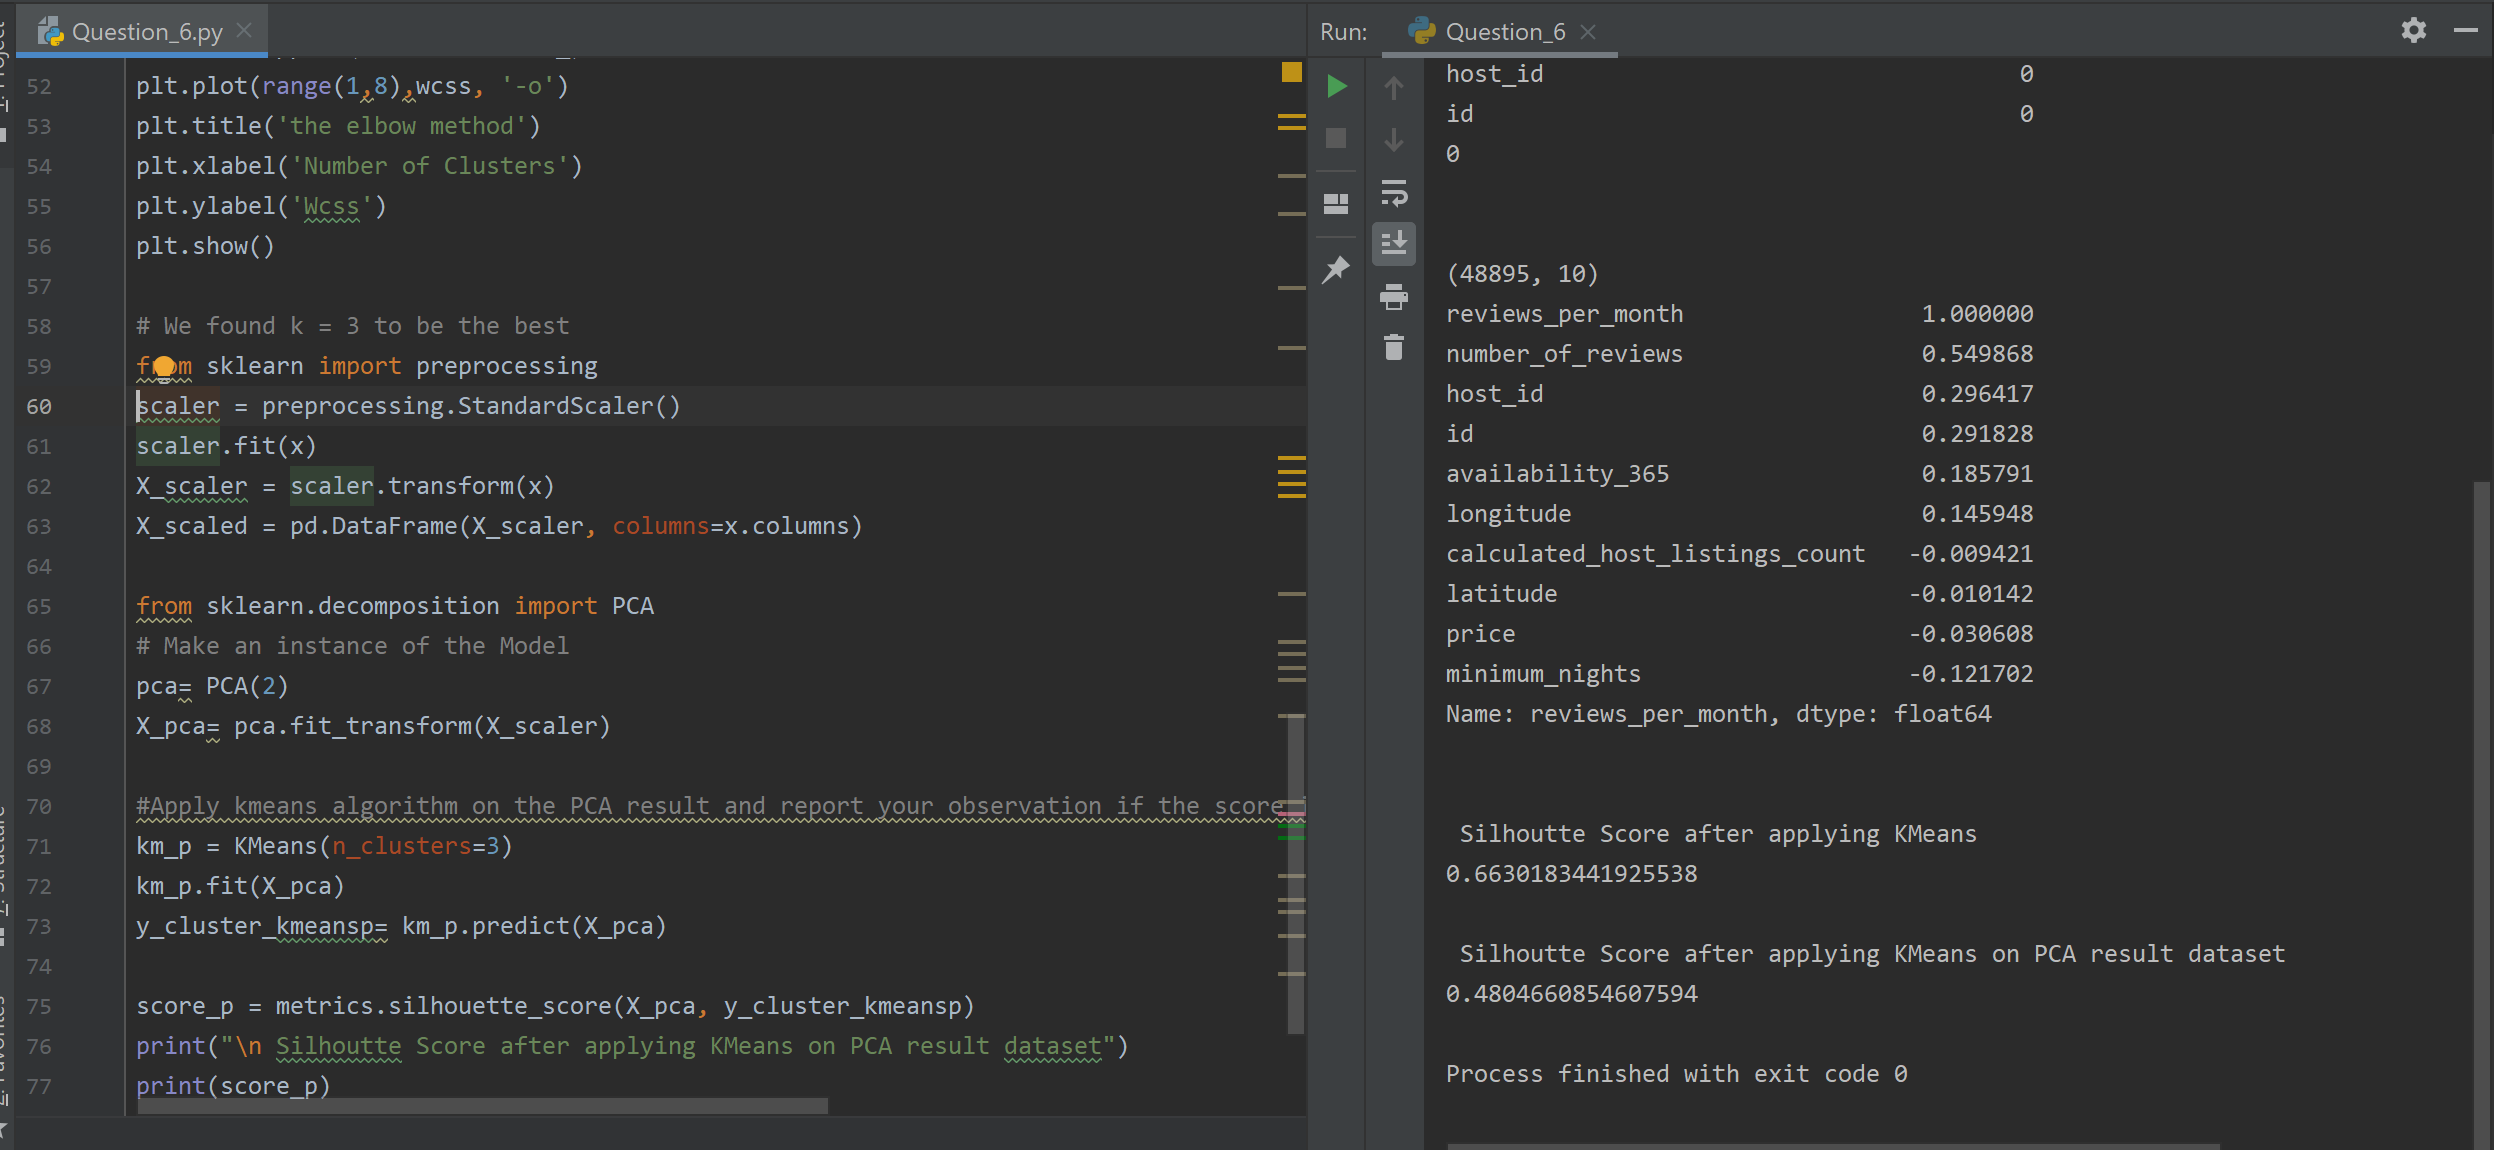 Question_6.py
52 plt.plot(range(1,8),wcss, '-o')
53 plt.title('the elbow method')
54 plt.xlabel('Number of Clusters')
55 plt.ylabel('Wcss')
56 plt.show()
57
58 # We found k = 3 to be the best
59 from sklearn import preprocessing
60 scaler = preprocessing.StandardScaler()
61 scaler.fit(x)
62 X_scaler = scaler.transform(x)
63 X_scaled = pd.DataFrame(X_scaler, columns=x.columns)
64
65 from sklearn.decomposition import PCA
66 # Make an instance of the Model
67 pca= PCA(2)
68 X_pca= pca.fit_transform(X_scaler)
69
70 #Apply kmeans algorithm on the PCA result and report your observation if the score
71 km_p = KMeans(n_clusters=3)
72 km_p.fit(X_pca)
73 y_cluster_kmeansp= km_p.predict(X_pca)
74
75 score_p = metrics.silhouette_score(X_pca, y_cluster_kmeansp)
76 print("\n Silhoutte Score after applying KMeans on PCA result dataset")
77 print(score_p)
Run: Question_6
host_id 0
id 0
0
(48895, 10)
reviews_per_month 1.000000
number_of_reviews 0.549868
host_id 0.296417
id 0.291828
availability_365 0.185791
longitude 0.145948
calculated_host_listings_count -0.009421
latitude -0.010142
price -0.030608
minimum_nights -0.121702
Name: reviews_per_month, dtype: float64
Silhoutte Score after applying KMeans
0.6630183441925538
Silhoutte Score after applying KMeans on PCA result dataset
0.4804660854607594
Process finished with exit code 0